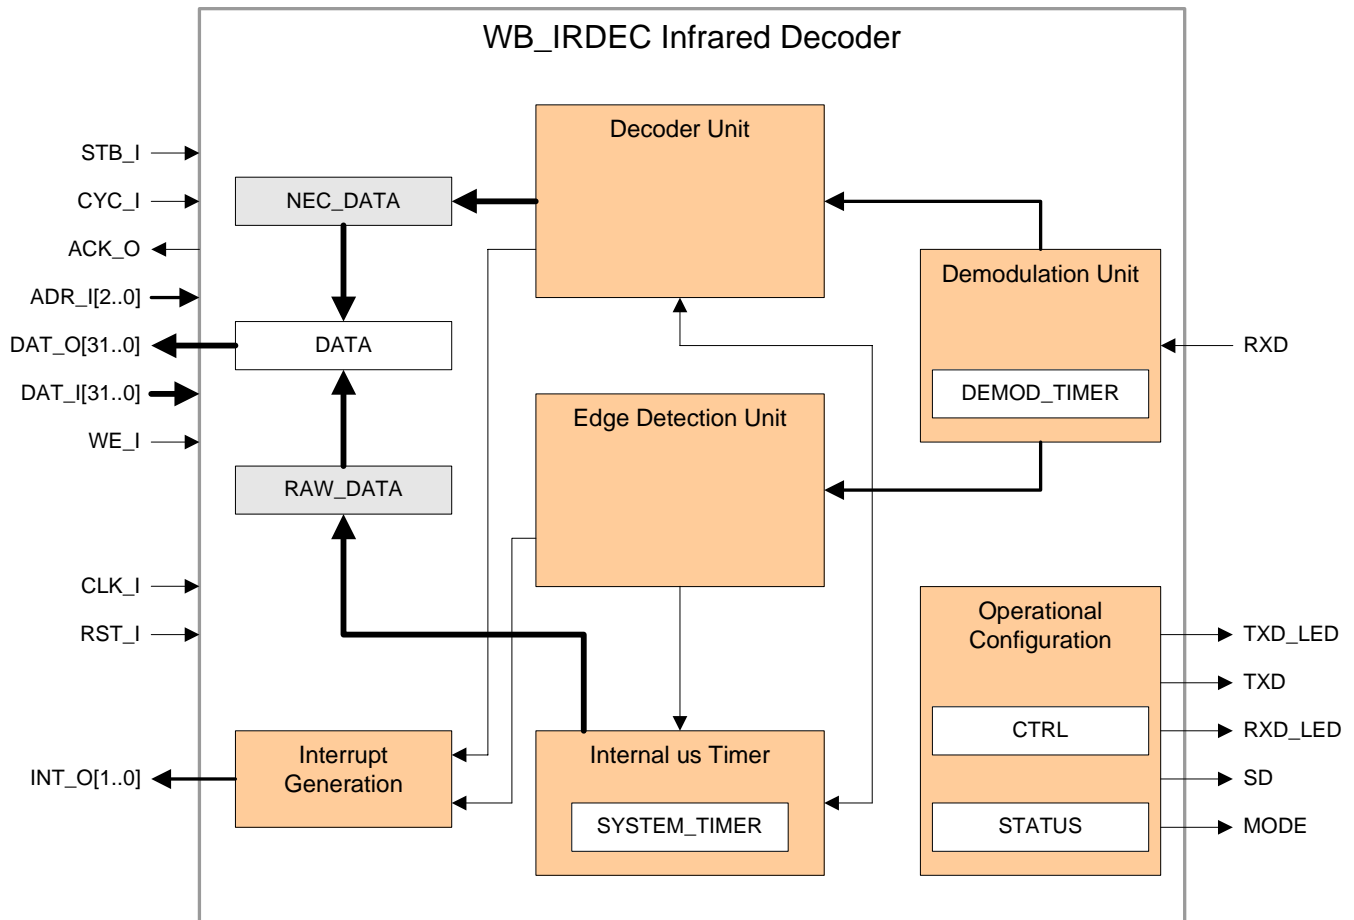 WB_IRDEC Infrared Decoder
STB_I
CYC_I
ACK_O
ADR_I[2..0]
DAT_O[31..0]
DAT_I[31..0]
WE_I
CLK_I
RST_I
INT_O[1..0]
NEC_DATA
DATA
RAW_DATA
Interrupt
Generation
Decoder Unit
Edge Detection Unit
Internal us Timer
SYSTEM_TIMER
Demodulation Unit
DEMOD_TIMER
Operational
Configuration
CTRL
STATUS
RXD
TXD_LED
TXD
RXD_LED
SD
MODE